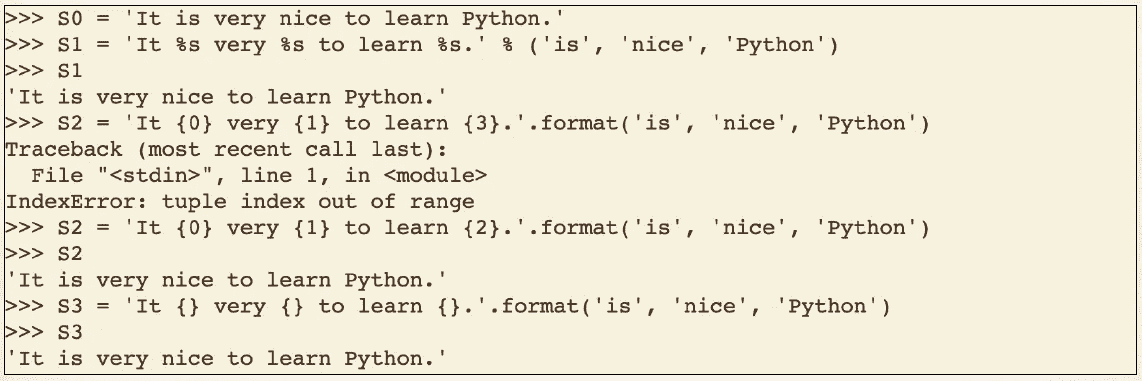 >>> S0 = 'It is very nice to learn Python.'
>>> S1 = 'It %s very %s to learn %s.' % ('is', 'nice', 'Python')
>>> S1
'It is very nice to learn Python.'
>>> S2 = 'It {0} very {1} to learn {3}.'.format('is', 'nice', 'Python')
Traceback (most recent call last):
  File "<stdin>", line 1, in <module>
IndexError: tuple index out of range
>>> S2 = 'It {0} very {1} to learn {2}.'.format('is', 'nice', 'Python')
>>> S2
'It is very nice to learn Python.'
>>> S3 = 'It {} very {} to learn {}.'.format('is', 'nice', 'Python')
>>> S3
'It is very nice to learn Python.'